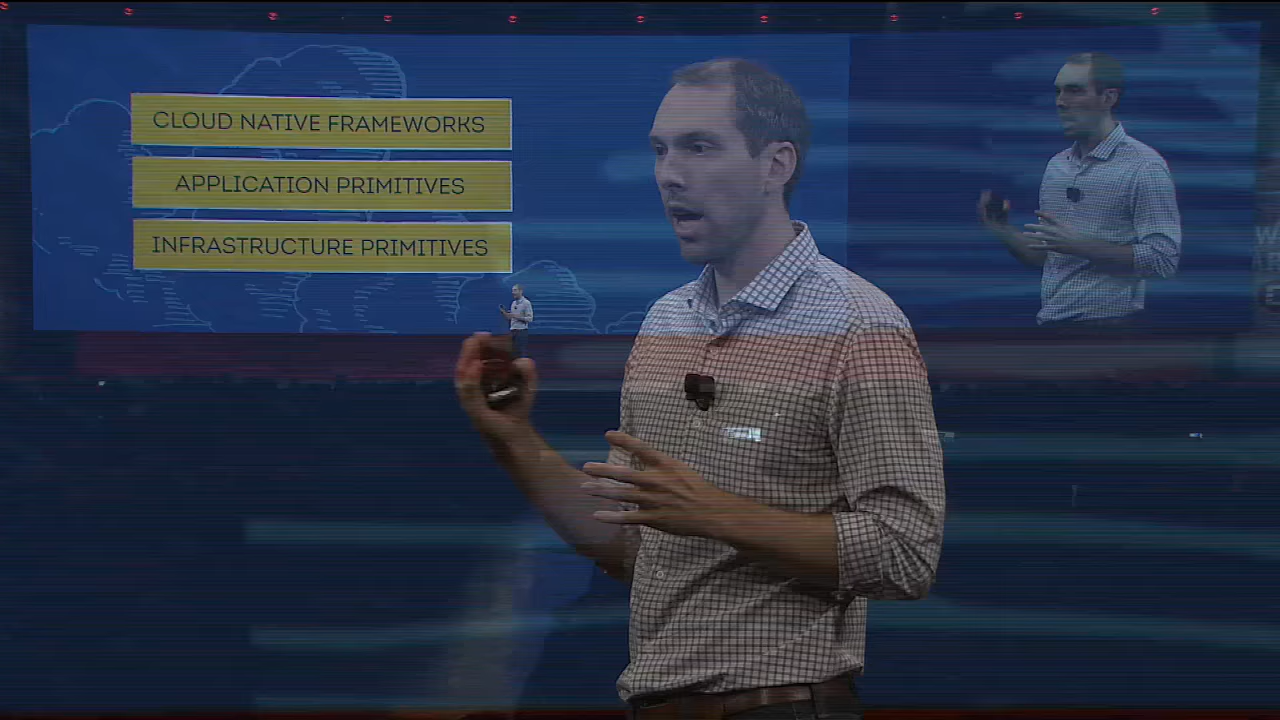 CLOUD NATIVE FRAMEWORKS
APPLICATION PRIMITIVES
INFRASTRUCTURE PRIMITIVES